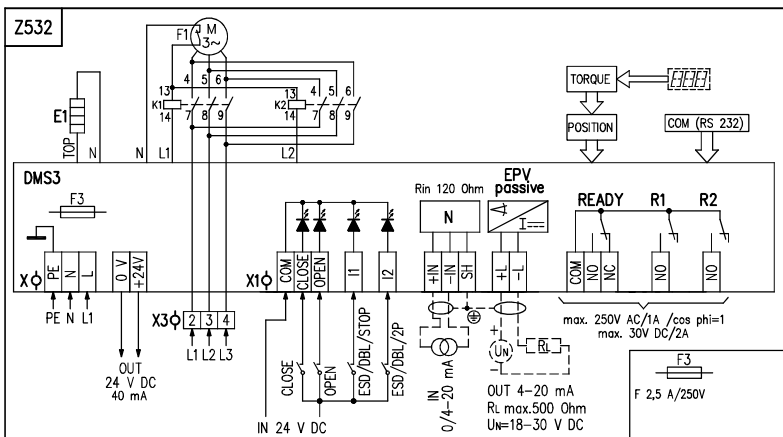 Z532
F1
M
3~
4 5 6
13
K1
14
7 8 9
13
K2
14
4 5 6
7 8 9
E1
TOP
N
N
L1
L2
TORQUE
POSITION
COM (RS 232)
DMS3
F3
Rin 120 Ohm
N
EPV
passive
I
READY R1 R2
X
PE
N
L
0 V
+24V
X1
COM
CLOSE
OPEN
I1
I2
+IN
-IN
SH
+L
-L
COM
NO
NC
NO
NO
PE N L1
X3
2 3 4
L1 L2 L3
OUT
24 V DC
40 mA
CLOSE
OPEN
ESD/DBL/STOP
ESD/DBL/2P
IN 24 V DC
IN
0/4-20 mA
+
UN
-
RL
OUT 4-20 mA
RL max.500 Ohm
UN=18-30 V DC
max. 250V AC/1A /cos phi=1
max. 30V DC/2A
F3
F 2,5 A/250V